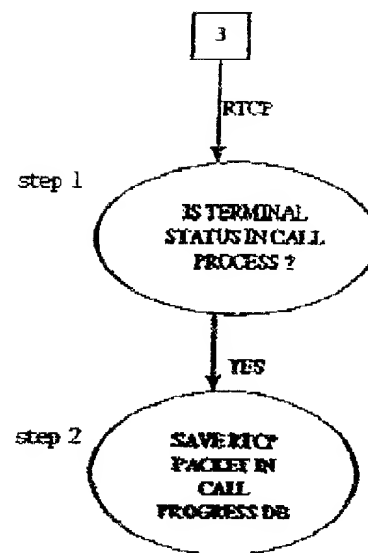 3
RTCP
step 1
IS TERMINAL
STATUS IN CALL
PROCESS ?
YES
step 2
SAVE RTCP
PACKET IN
CALL
PROGRESS DB